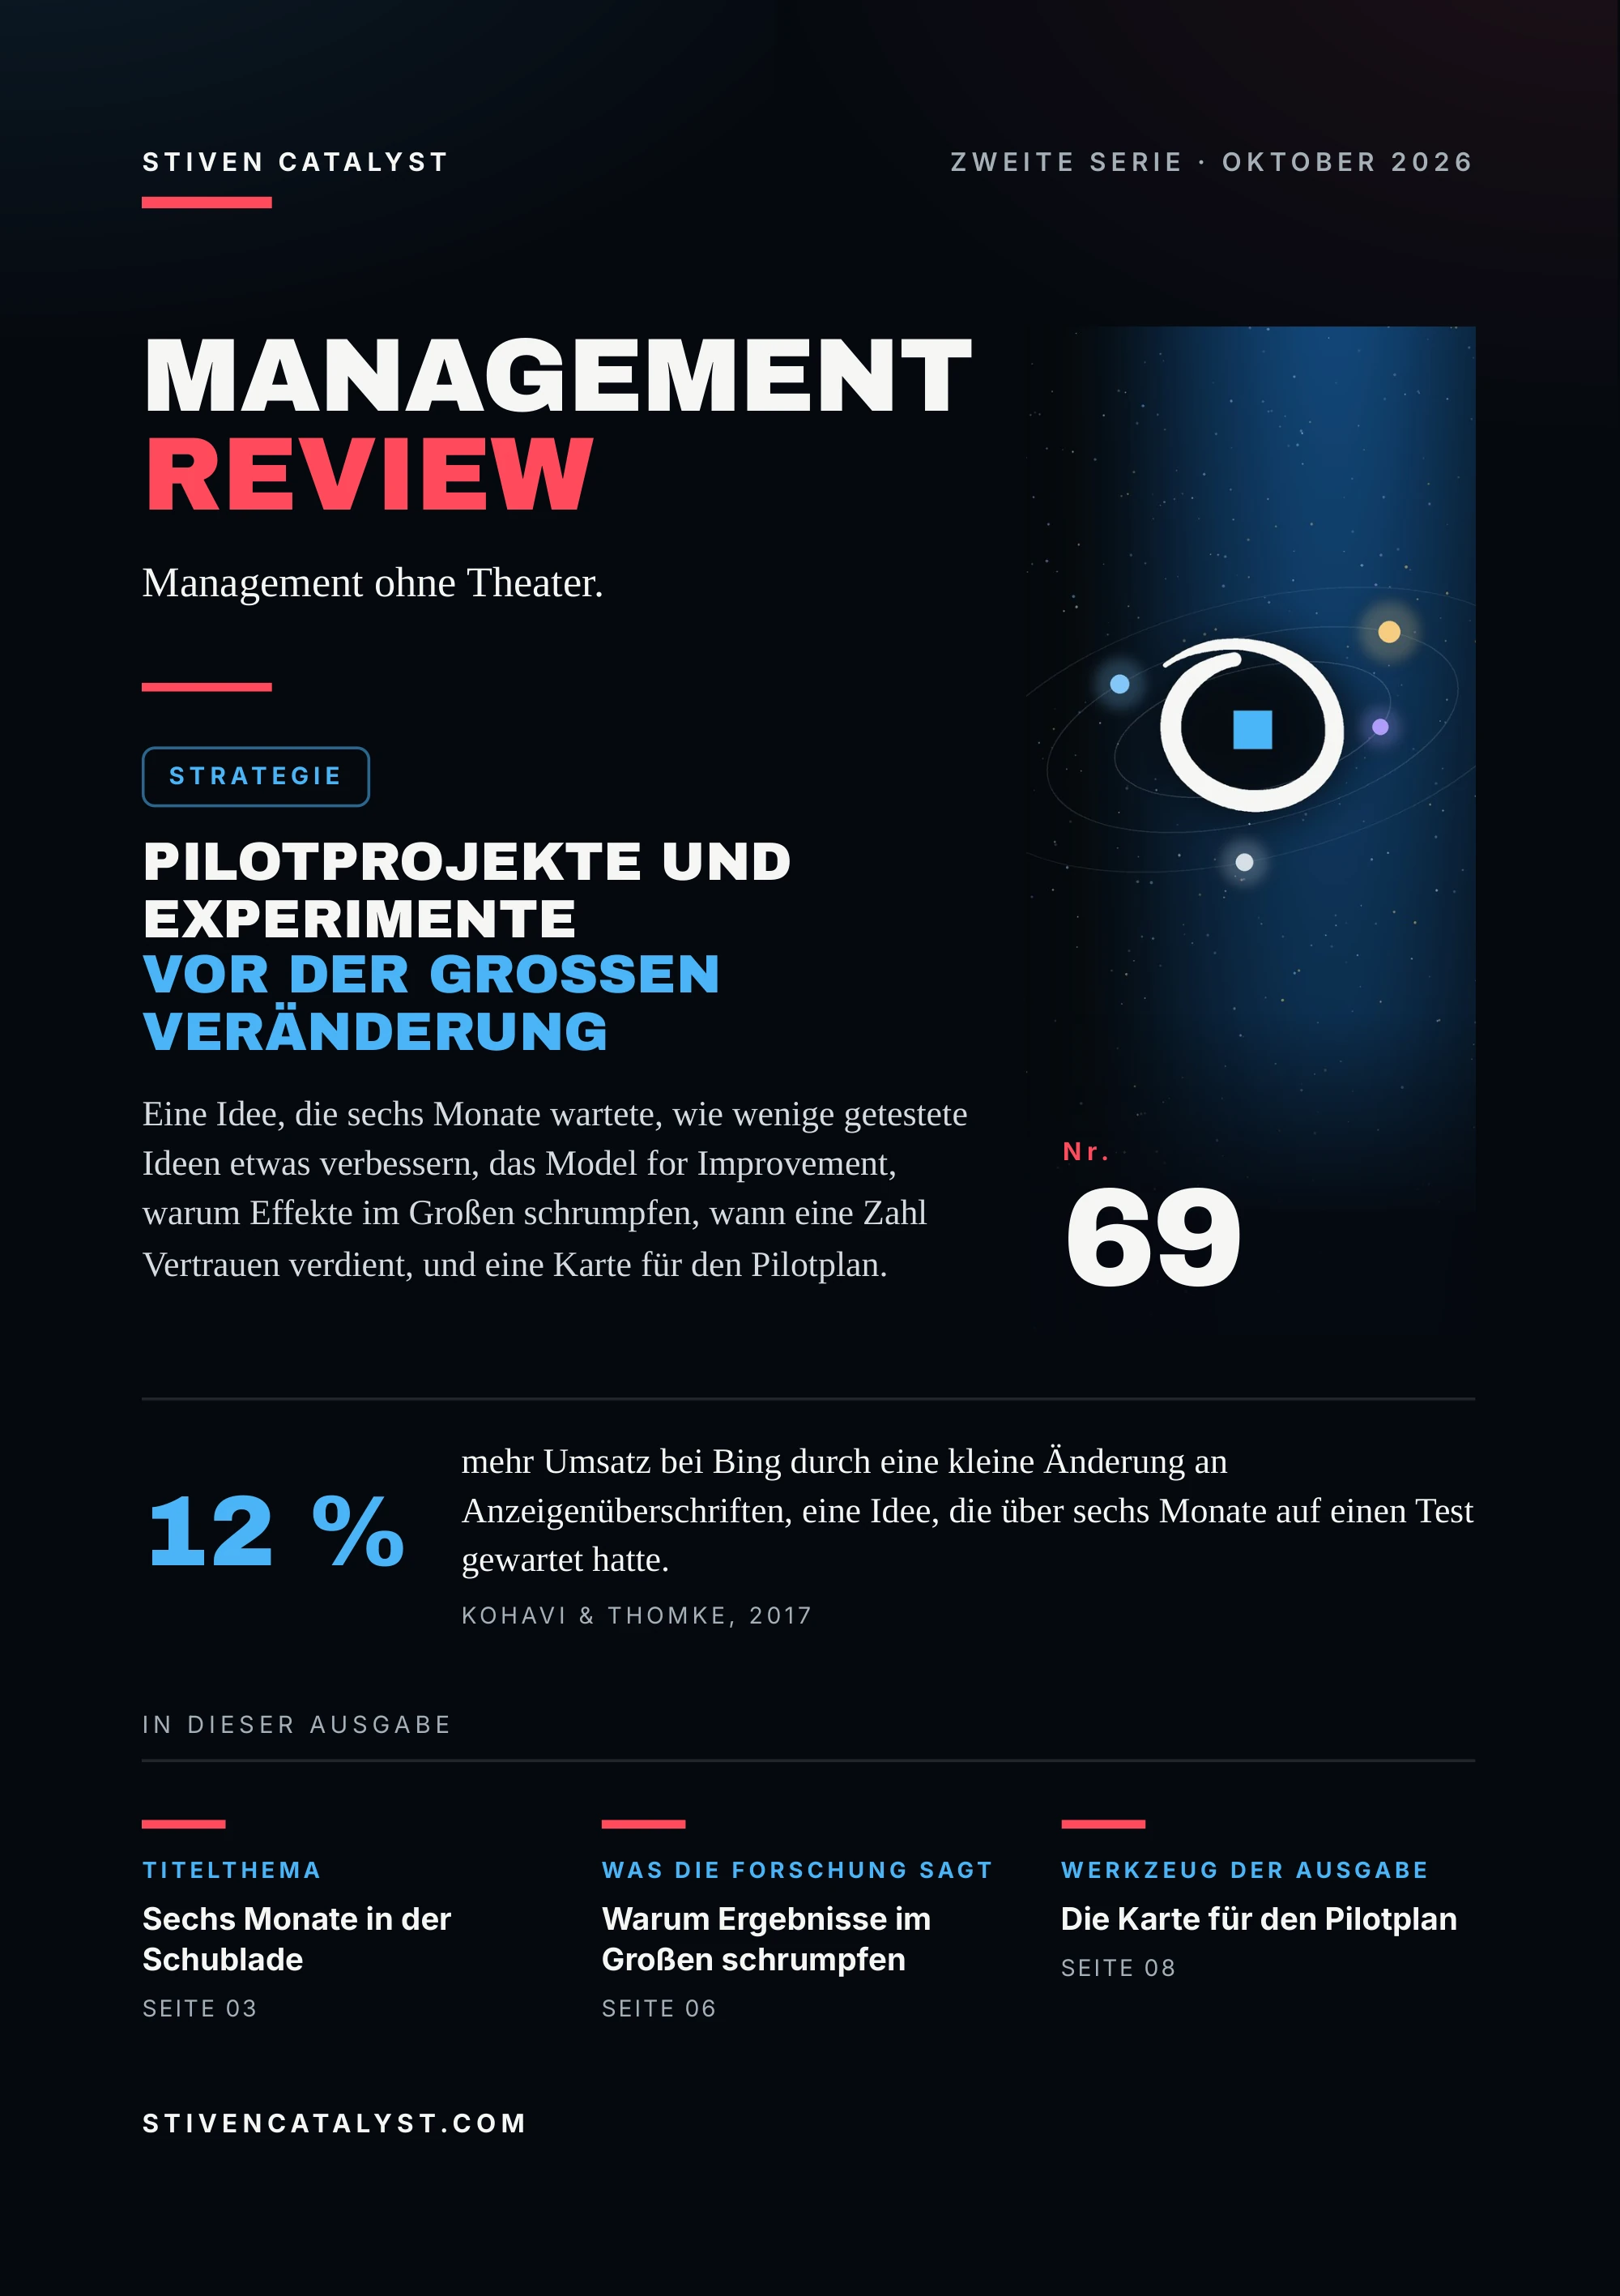 STIVEN CATALYST
ZWEITE SERIE · OKTOBER 2026
MANAGEMENT
REVIEW
Management ohne Theater.
STRATEGIE
PILOTPROJEKTE UND
EXPERIMENTE
VOR DER GROSSEN
VERÄNDERUNG
Eine Idee, die sechs Monate wartete, wie wenige getestete
Ideen etwas verbessern, das Model for Improvement,
warum Effekte im Großen schrumpfen, wann eine Zahl
Vertrauen verdient, und eine Karte für den Pilotplan.
Nr.
69
12 %
mehr Umsatz bei Bing durch eine kleine Änderung an
Anzeigenüberschriften, eine Idee, die über sechs Monate auf einen Test
gewartet hatte.
KOHAVI & THOMKE, 2017
IN DIESER AUSGABE
TITELTHEMA
Sechs Monate in der
Schublade
SEITE 03
WAS DIE FORSCHUNG SAGT
Warum Ergebnisse im
Großen schrumpfen
SEITE 06
WERKZEUG DER AUSGABE
Die Karte für den Pilotplan
SEITE 08
STIVENCATALYST.COM